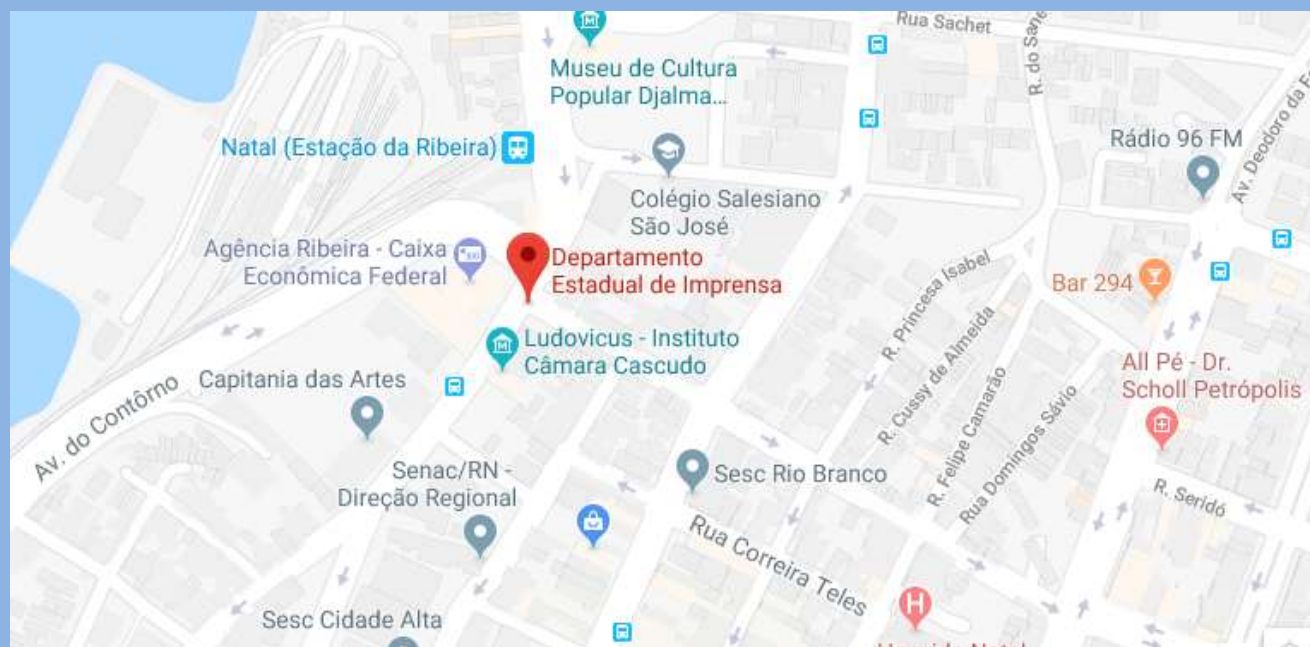 Rua Sachet
R. do Sane
Museu de Cultura
Popular Djalma...
Natal (Estação da Ribeira)
Rádio 96 FM
Av. Deodoro da F
Colégio Salesiano
São José
Agência Ribeira - Caixa
Econômica Federal
Departamento
Estadual de Imprensa
R. Princesa Isabel
Bar 294
Ludovicus - Instituto
Câmara Cascudo
R. Cussy de Almeida
All Pé - Dr.
Scholl Petrópolis
Capitania das Artes
Av. do Contôrno
R. Felipe Camarão
Rua Domingos Sávio
Senac/RN -
Direção Regional
Sesc Rio Branco
R. Seridó
Rua Correira Teles
H
Sesc Cidade Alta